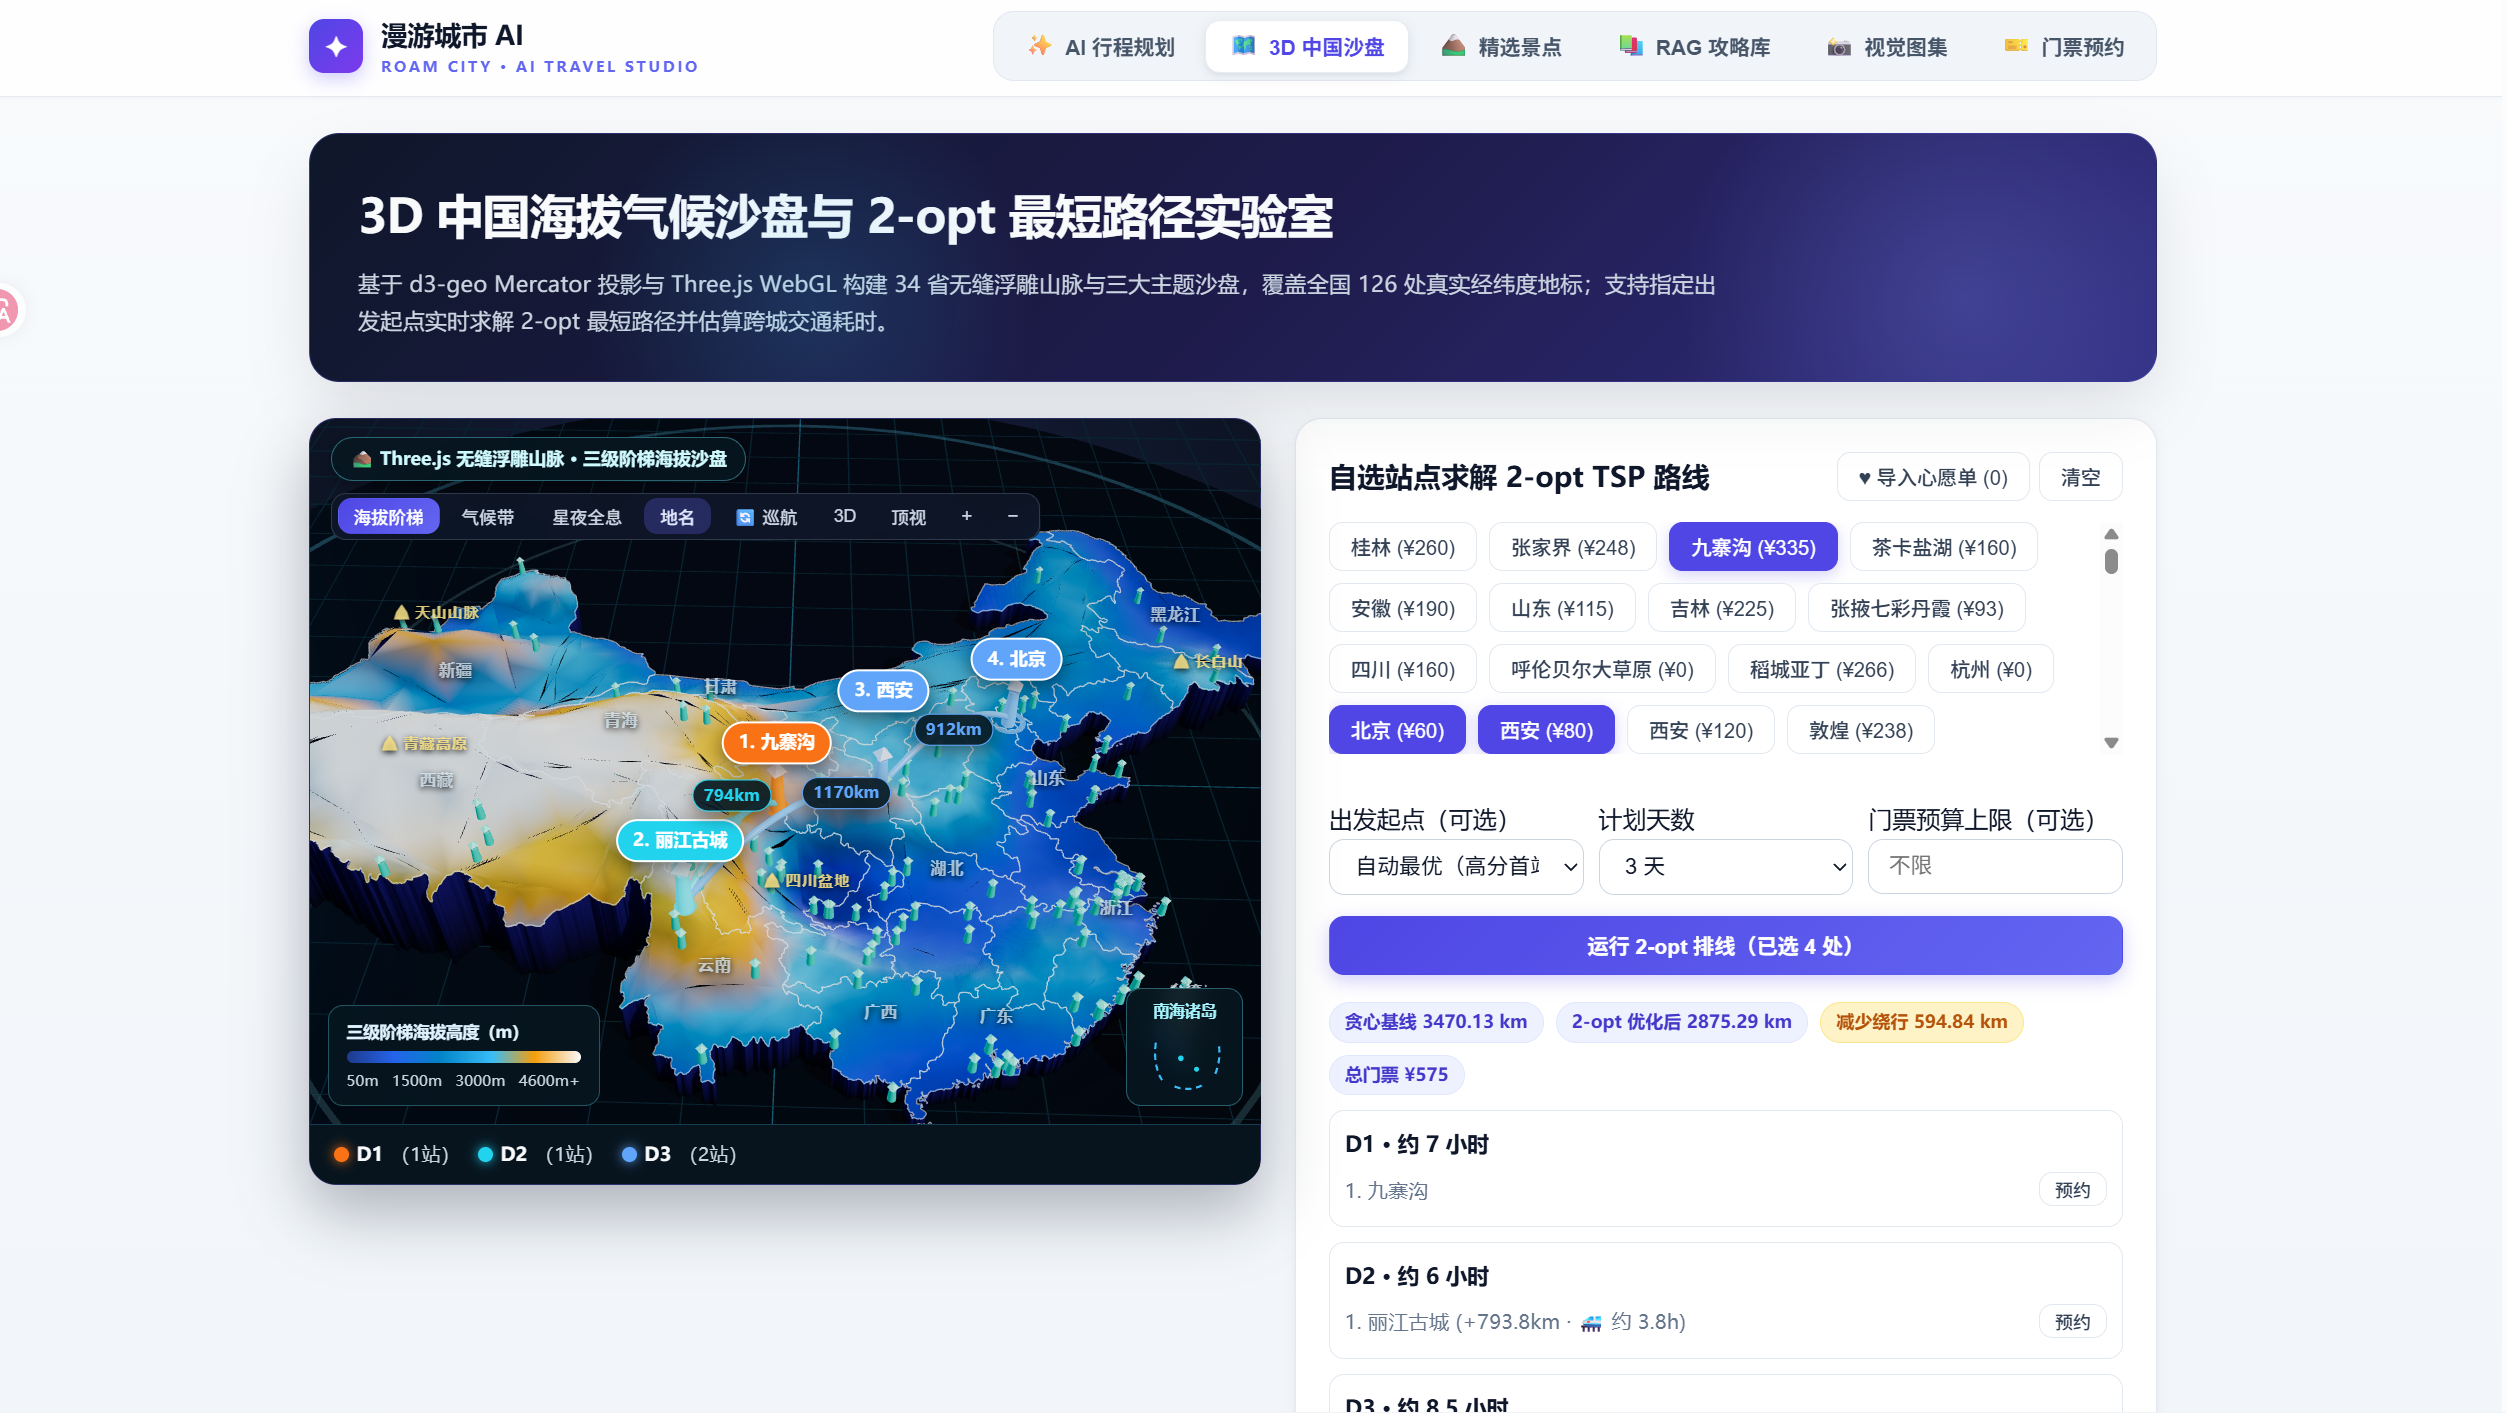 漫游城市 AI
ROAM CITY • AI TRAVEL STUDIO
AI 行程规划
3D 中国沙盘
精选景点
RAG 攻略库
视觉图集
门票预约
3D 中国海拔气候沙盘与 2-opt 最短路径实验室
基于 d3-geo Mercator 投影与 Three.js WebGL 构建 34 省无缝浮雕山脉与三大主题沙盘，覆盖全国 126 处真实经纬度地标；支持指定出
发起点实时求解 2-opt 最短路径并估算跨城交通耗时。
Three.js 无缝浮雕山脉 • 三级阶梯海拔沙盘
海拔阶梯 气候带 星夜全息 地名 巡航 3D 顶视 + −
天山山脉
黑龙江
新疆
4. 北京
长白山
甘肃
3. 西安
青海
912km
1. 九寨沟
青藏高原
西藏
山东
794km
1170km
2. 丽江古城
湖北
四川盆地
浙江
云南
广西
广东
南海诸岛
三级阶梯海拔高度（m）
50m 1500m 3000m 4600m+
D1 (1站) D2 (1站) D3 (2站)
自选站点求解 2-opt TSP 路线
♥ 导入心愿单 (0)
清空
桂林 (¥260) 张家界 (¥248) 九寨沟 (¥335) 茶卡盐湖 (¥160)
安徽 (¥190) 山东 (¥115) 吉林 (¥225) 张掖七彩丹霞 (¥93)
四川 (¥160) 呼伦贝尔大草原 (¥0) 稻城亚丁 (¥266) 杭州 (¥0)
北京 (¥60) 西安 (¥80) 西安 (¥120) 敦煌 (¥238)
出发起点（可选） 计划天数 门票预算上限（可选）
自动最优（高分首 3 天 不限
运行 2-opt 排线（已选 4 处）
贪心基线 3470.13 km 2-opt 优化后 2875.29 km 减少绕行 594.84 km
总门票 ¥575
D1 • 约 7 小时
1. 九寨沟
预约
D2 • 约 6 小时
1. 丽江古城 (+793.8km · 约 3.8h)
预约
D3 • 约 8.5 小时